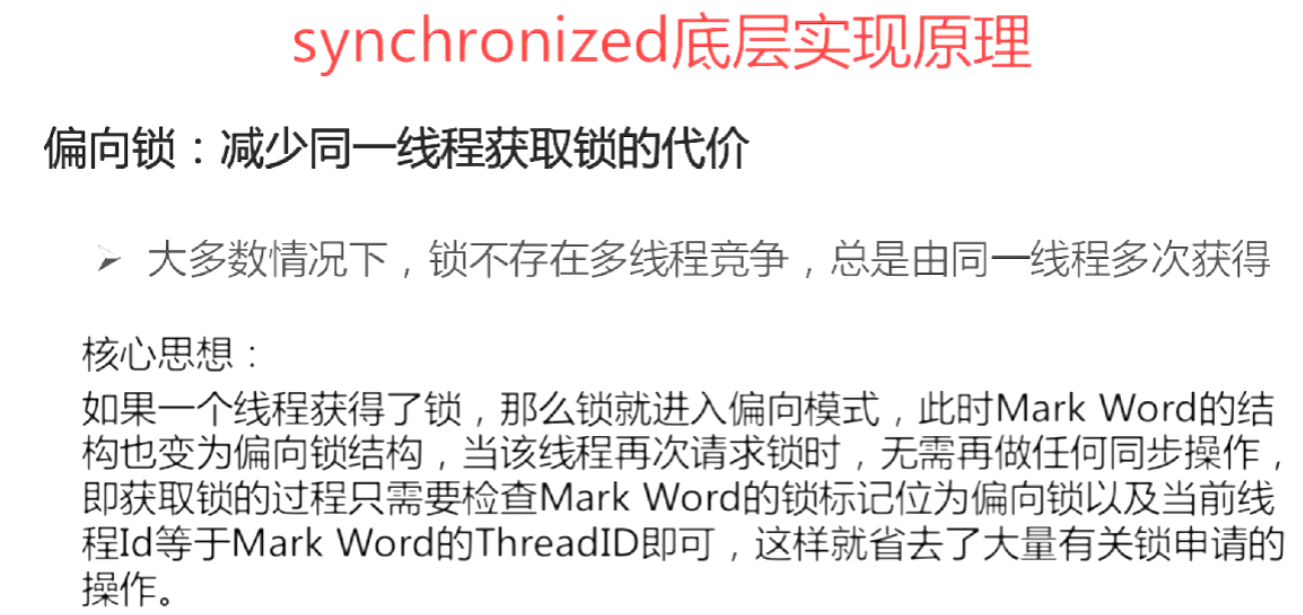 synchronized底层实现原理
偏向锁：减少同一线程获取锁的代价
大多数情况下，锁不存在多线程竞争，总是由同一线程多次获得
核心思想：
如果一个线程获得了锁，那么锁就进入偏向模式，此时Mark Word的结
构也变为偏向锁结构，当该线程再次请求锁时，无需再做任何同步操作，
即获取锁的过程只需要检查Mark Word的锁标记位为偏向锁以及当前线
程Id等于Mark Word的ThreadID即可，这样就省去了大量有关锁申请的
操作。